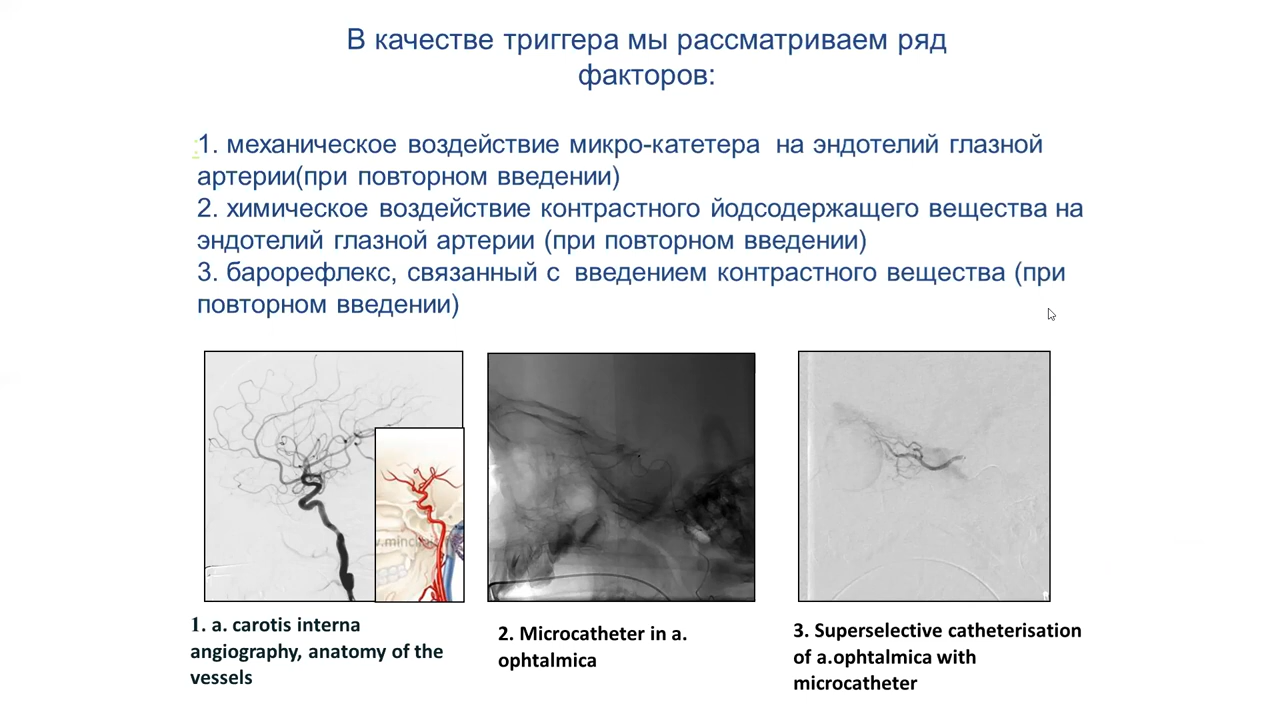 В качестве триггера мы рассматриваем ряд
факторов:
:1. механическое воздействие микро-катетера на эндотелий глазной
артерии(при повторном введении)
2. химическое воздействие контрастного йодсодержащего вещества на
эндотелий глазной артерии (при повторном введении)
3. барорефлекс, связанный с введением контрастного вещества (при
повторном введении)
1. a. carotis interna
angiography, anatomy of the
vessels
2. Microcatheter in a.
ophtalmica
3. Superselective catheterisation
of a.ophtalmica with
microcatheter